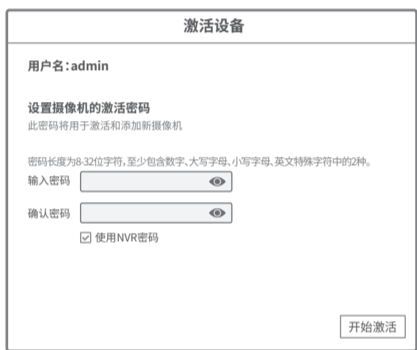 激活设备
用户名：admin
设置摄像机的激活密码
此密码将用于激活和添加新摄像机
密码长度为8-32位字符，至少包含数字、大写字母、小写字母、英文特殊字符中的2种。
输入密码
确认密码
使用NVR密码
开始激活